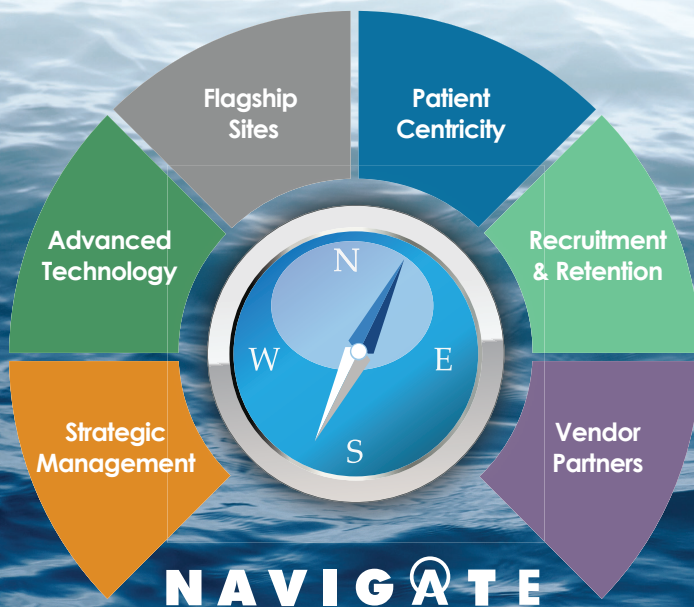 Flagship
Sites
Patient
Centricity
Advanced
Technology
Recruitment
& Retention
N
W
E
S
Strategic
Management
Vendor
Partners
NAVIGATE